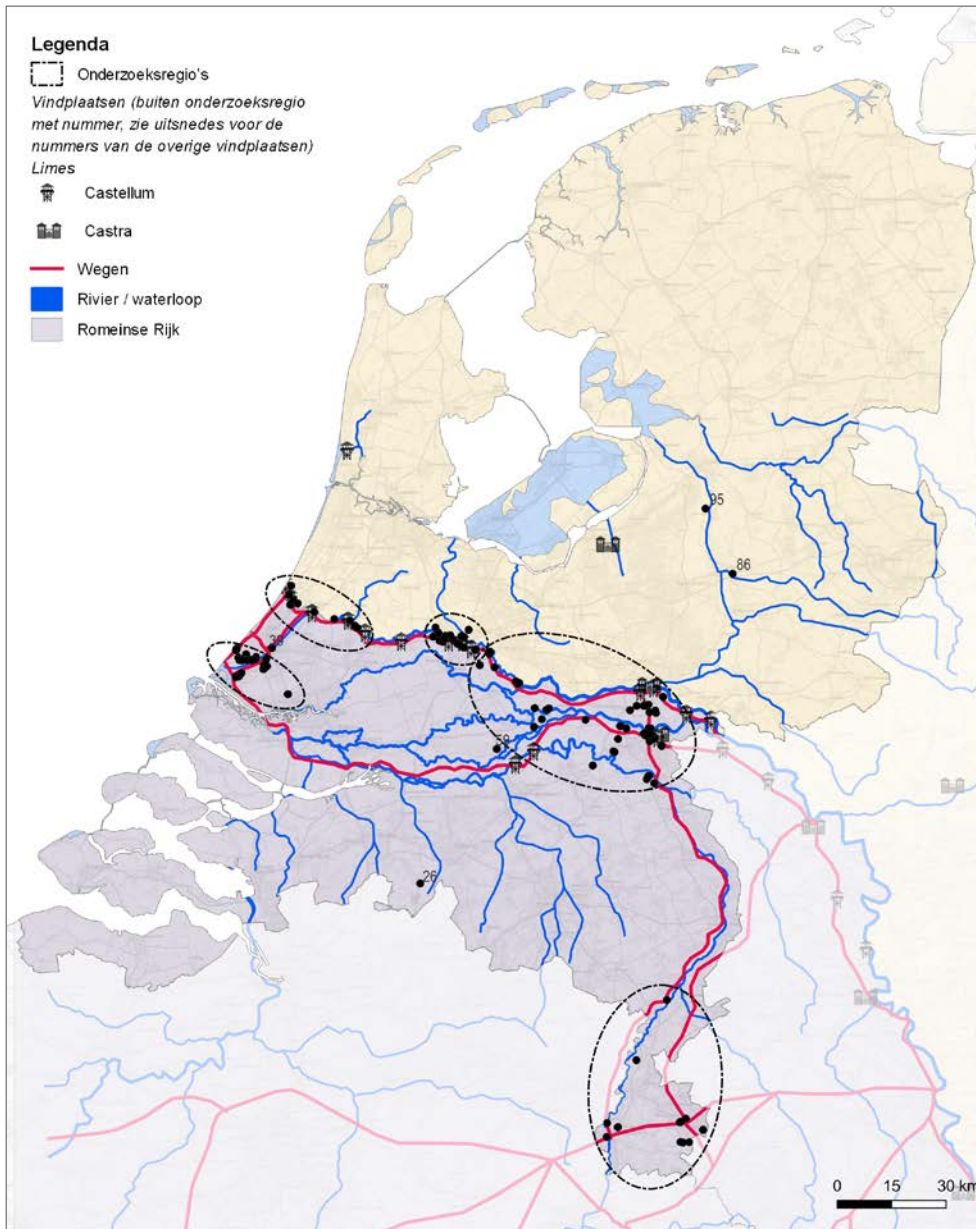 Legenda
Onderzoeksregio's
Vindplaatsen (buiten onderzoeksregio
met nummer, zie uitsnedes voor de
nummers van de overige vindplaatsen)
Limes
Castellum
Castra
Wegen
Rivier / waterloop
Romeinse Rijk
95
86
26
0 15 30 km